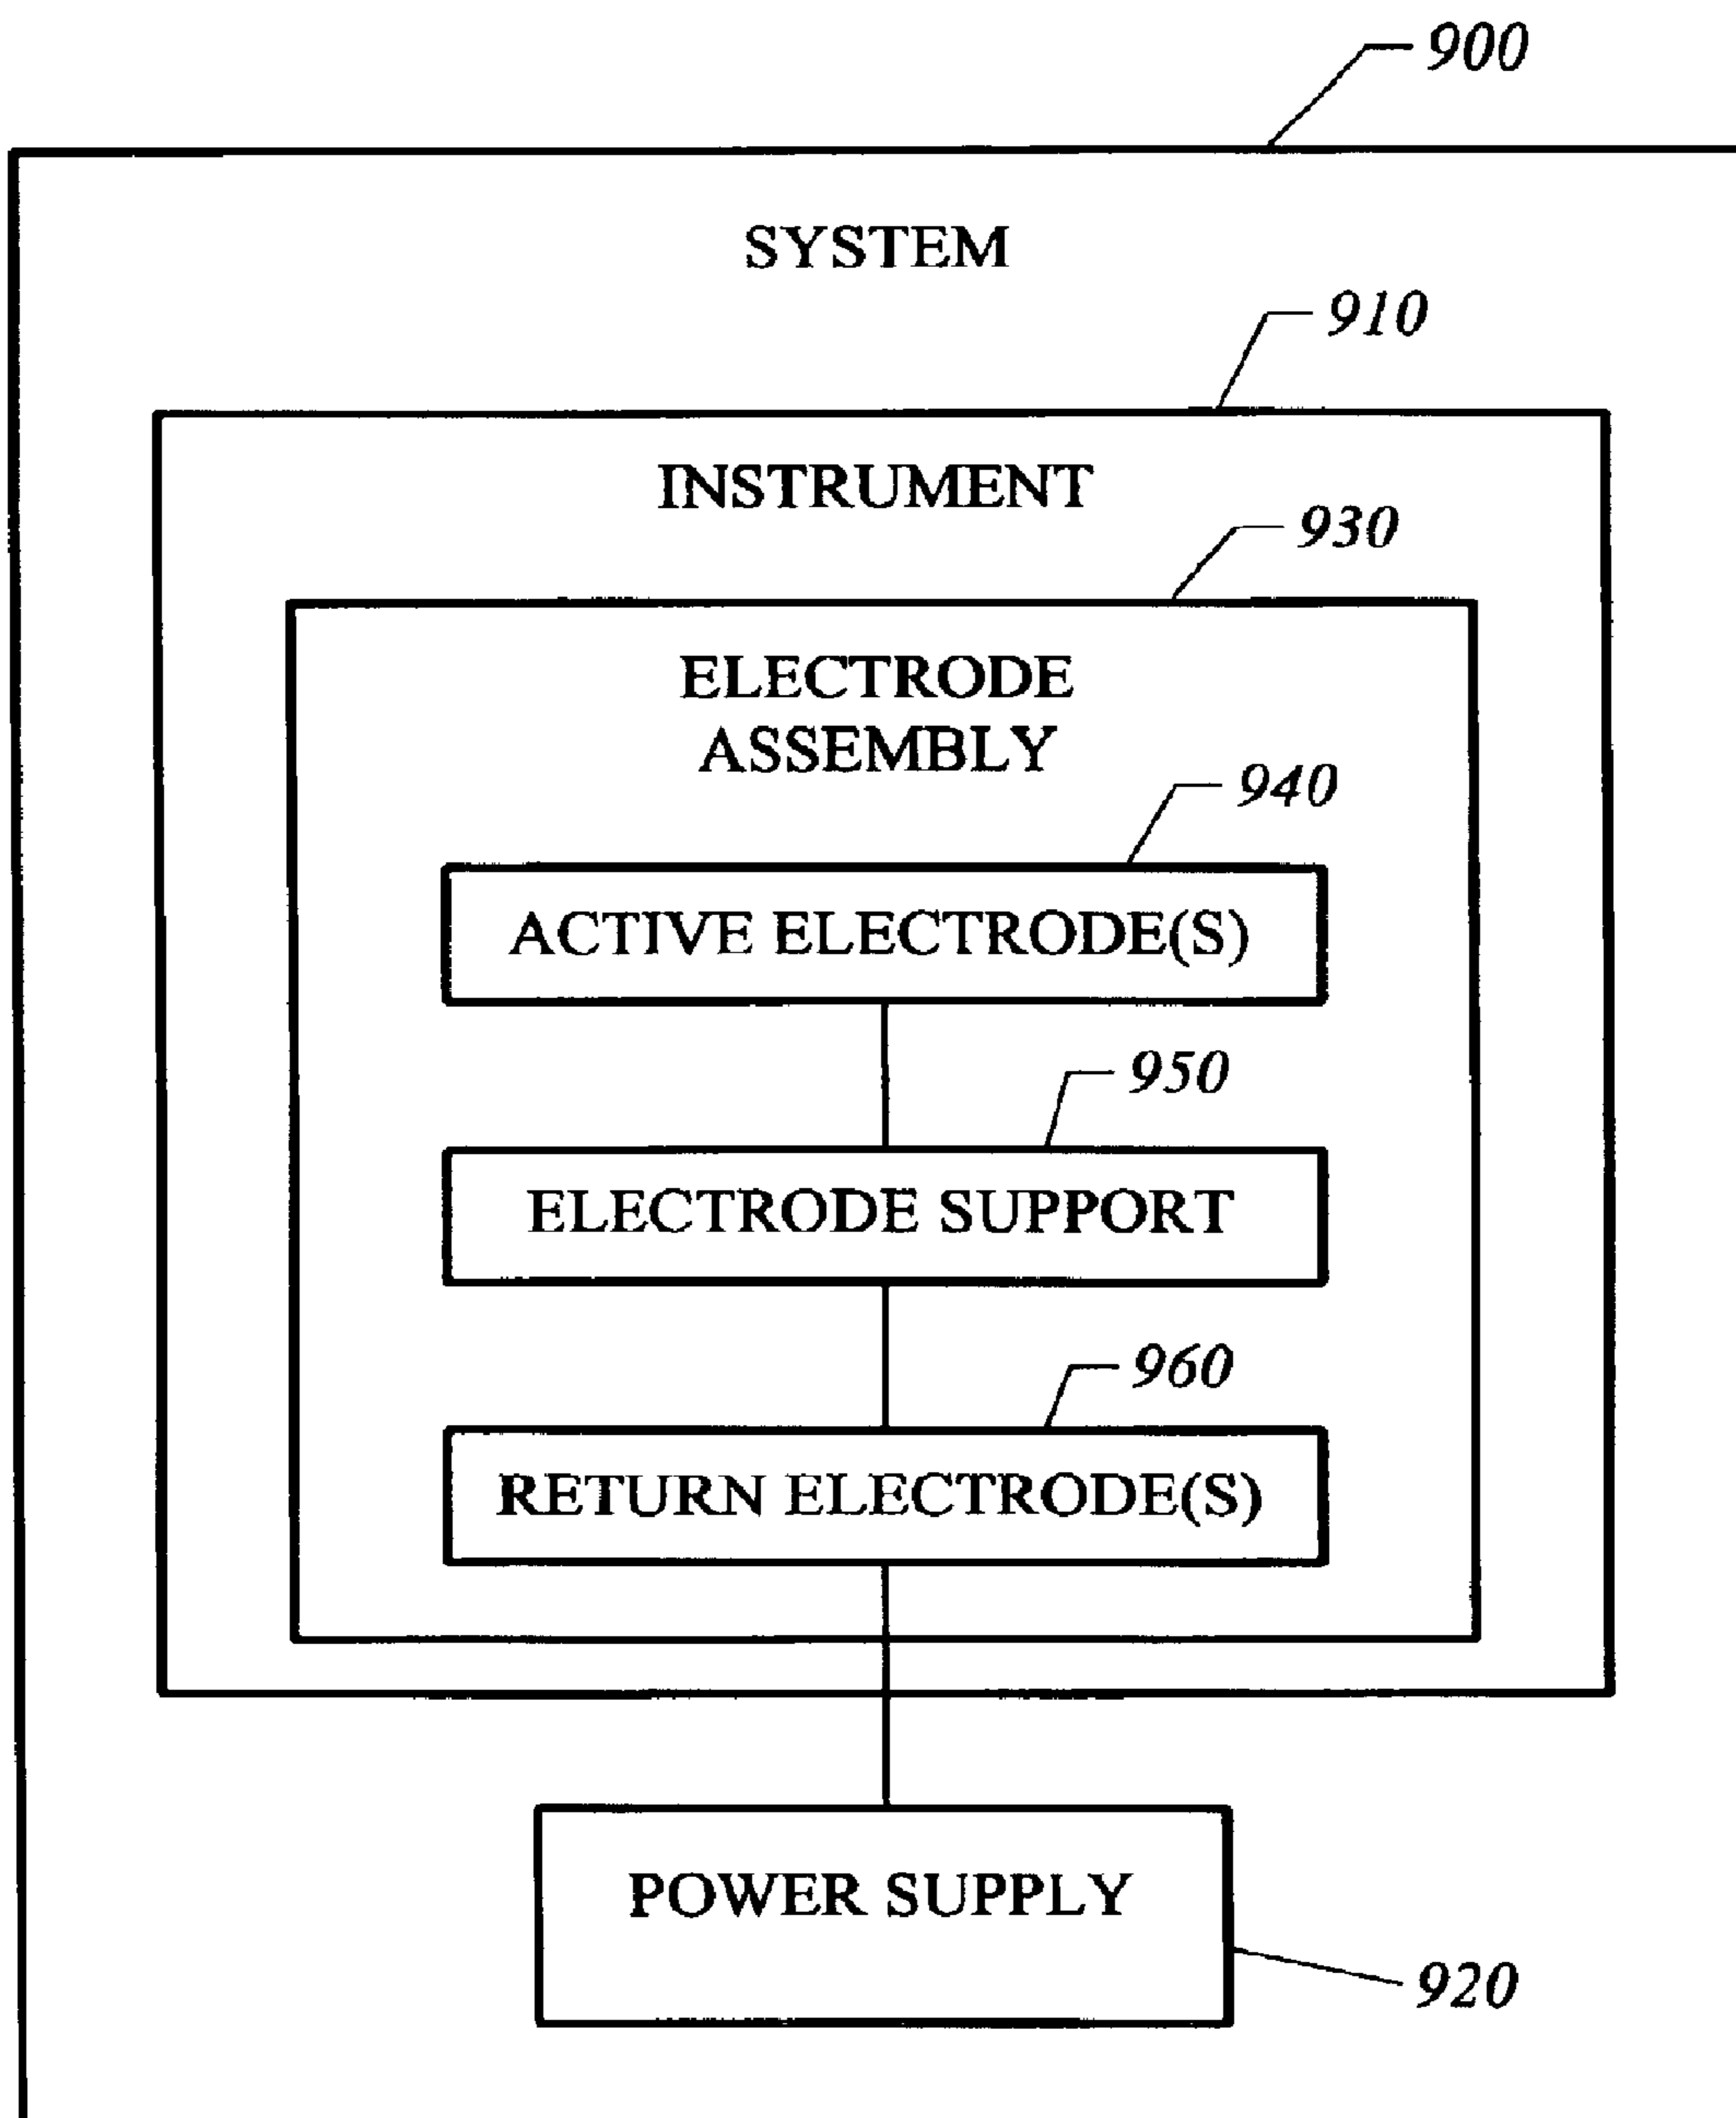 900
SYSTEM
910
INSTRUMENT
930
ELECTRODE
ASSEMBLY
940
ACTIVE ELECTRODE(S)
950
ELECTRODE SUPPORT
960
RETURN ELECTRODE(S)
POWER SUPPLY
920